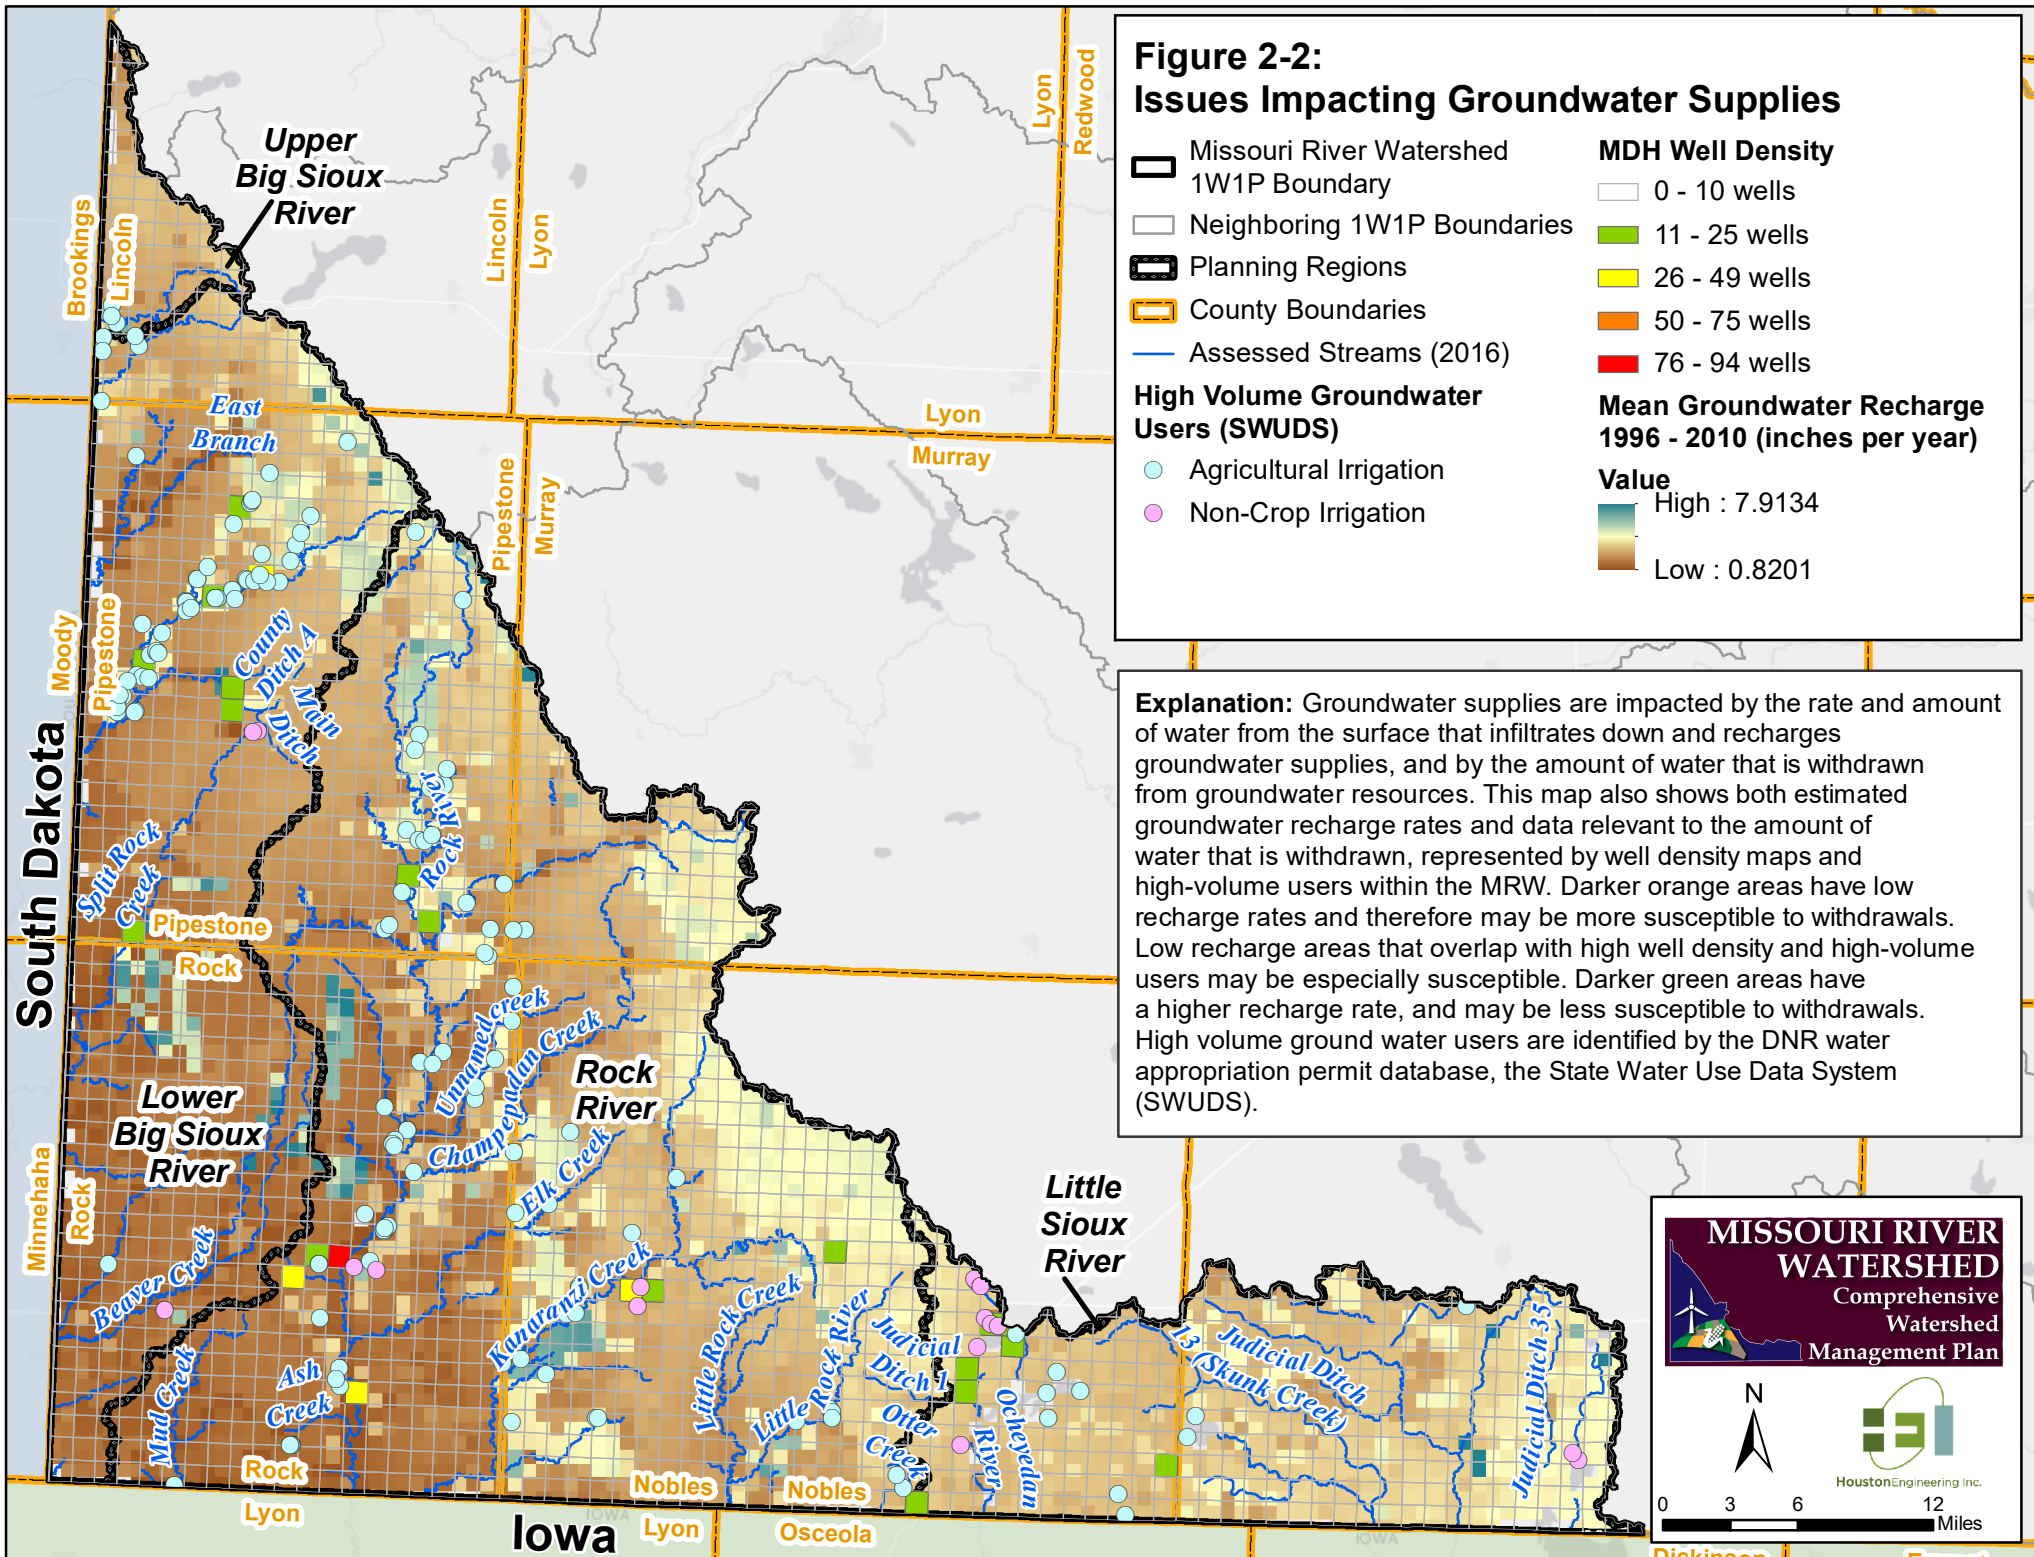 Figure 2-2:
Issues Impacting Groundwater Supplies
Missouri River Watershed
1W1P Boundary
Neighboring 1W1P Boundaries
Planning Regions
County Boundaries
Assessed Streams (2016)
High Volume Groundwater
Users (SWUDS)
Agricultural Irrigation
Non-Crop Irrigation
MDH Well Density
0 - 10 wells
11 - 25 wells
26 - 49 wells
50 - 75 wells
76 - 94 wells
Mean Groundwater Recharge
1996 - 2010 (inches per year)
Value
High : 7.9134
Low : 0.8201
Explanation: Groundwater supplies are impacted by the rate and amount
of water from the surface that infiltrates down and recharges
groundwater supplies, and by the amount of water that is withdrawn
from groundwater resources. This map also shows both estimated
groundwater recharge rates and data relevant to the amount of
water that is withdrawn, represented by well density maps and
high-volume users within the MRW. Darker orange areas have low
recharge rates and therefore may be more susceptible to withdrawals.
Low recharge areas that overlap with high well density and high-volume
users may be especially susceptible. Darker green areas have
a higher recharge rate, and may be less susceptible to withdrawals.
High volume ground water users are identified by the DNR water
appropriation permit database, the State Water Use Data System
(SWUDS).
Upper
Big Sioux
River
Brookings
Lincoln
Lincoln
Lyon
Lyon
Redwood
Lyon
Murray
East
Branch
Pipestone
Murray
Moody
Pipestone
County
Ditch A
Main
Ditch
South Dakota
Rock River
Split Rock
Creek
Pipestone
Rock
Unnamed creek
Champepadan Creek
Rock
River
Lower
Big Sioux
River
Elk Creek
Minnehaha
Rock
Beaver Creek
Kanaranzi Creek
Little Rock Creek
Little Rock River
Judicial
Ditch 1
Little
Sioux
River
13 (Skunk Creek)
Judicial Ditch
Judicial Ditch 35
Mud Creek
Ash
Creek
Otter
Creek
Ocheyedan
River
Rock
Lyon
Nobles
Lyon
Nobles
Osceola
Iowa
IOWA
IOWA
MISSOURI RIVER
WATERSHED
Comprehensive
Watershed
Management Plan
N
HoustonEngineering Inc.
0 3 6 12
Miles
Dickinson